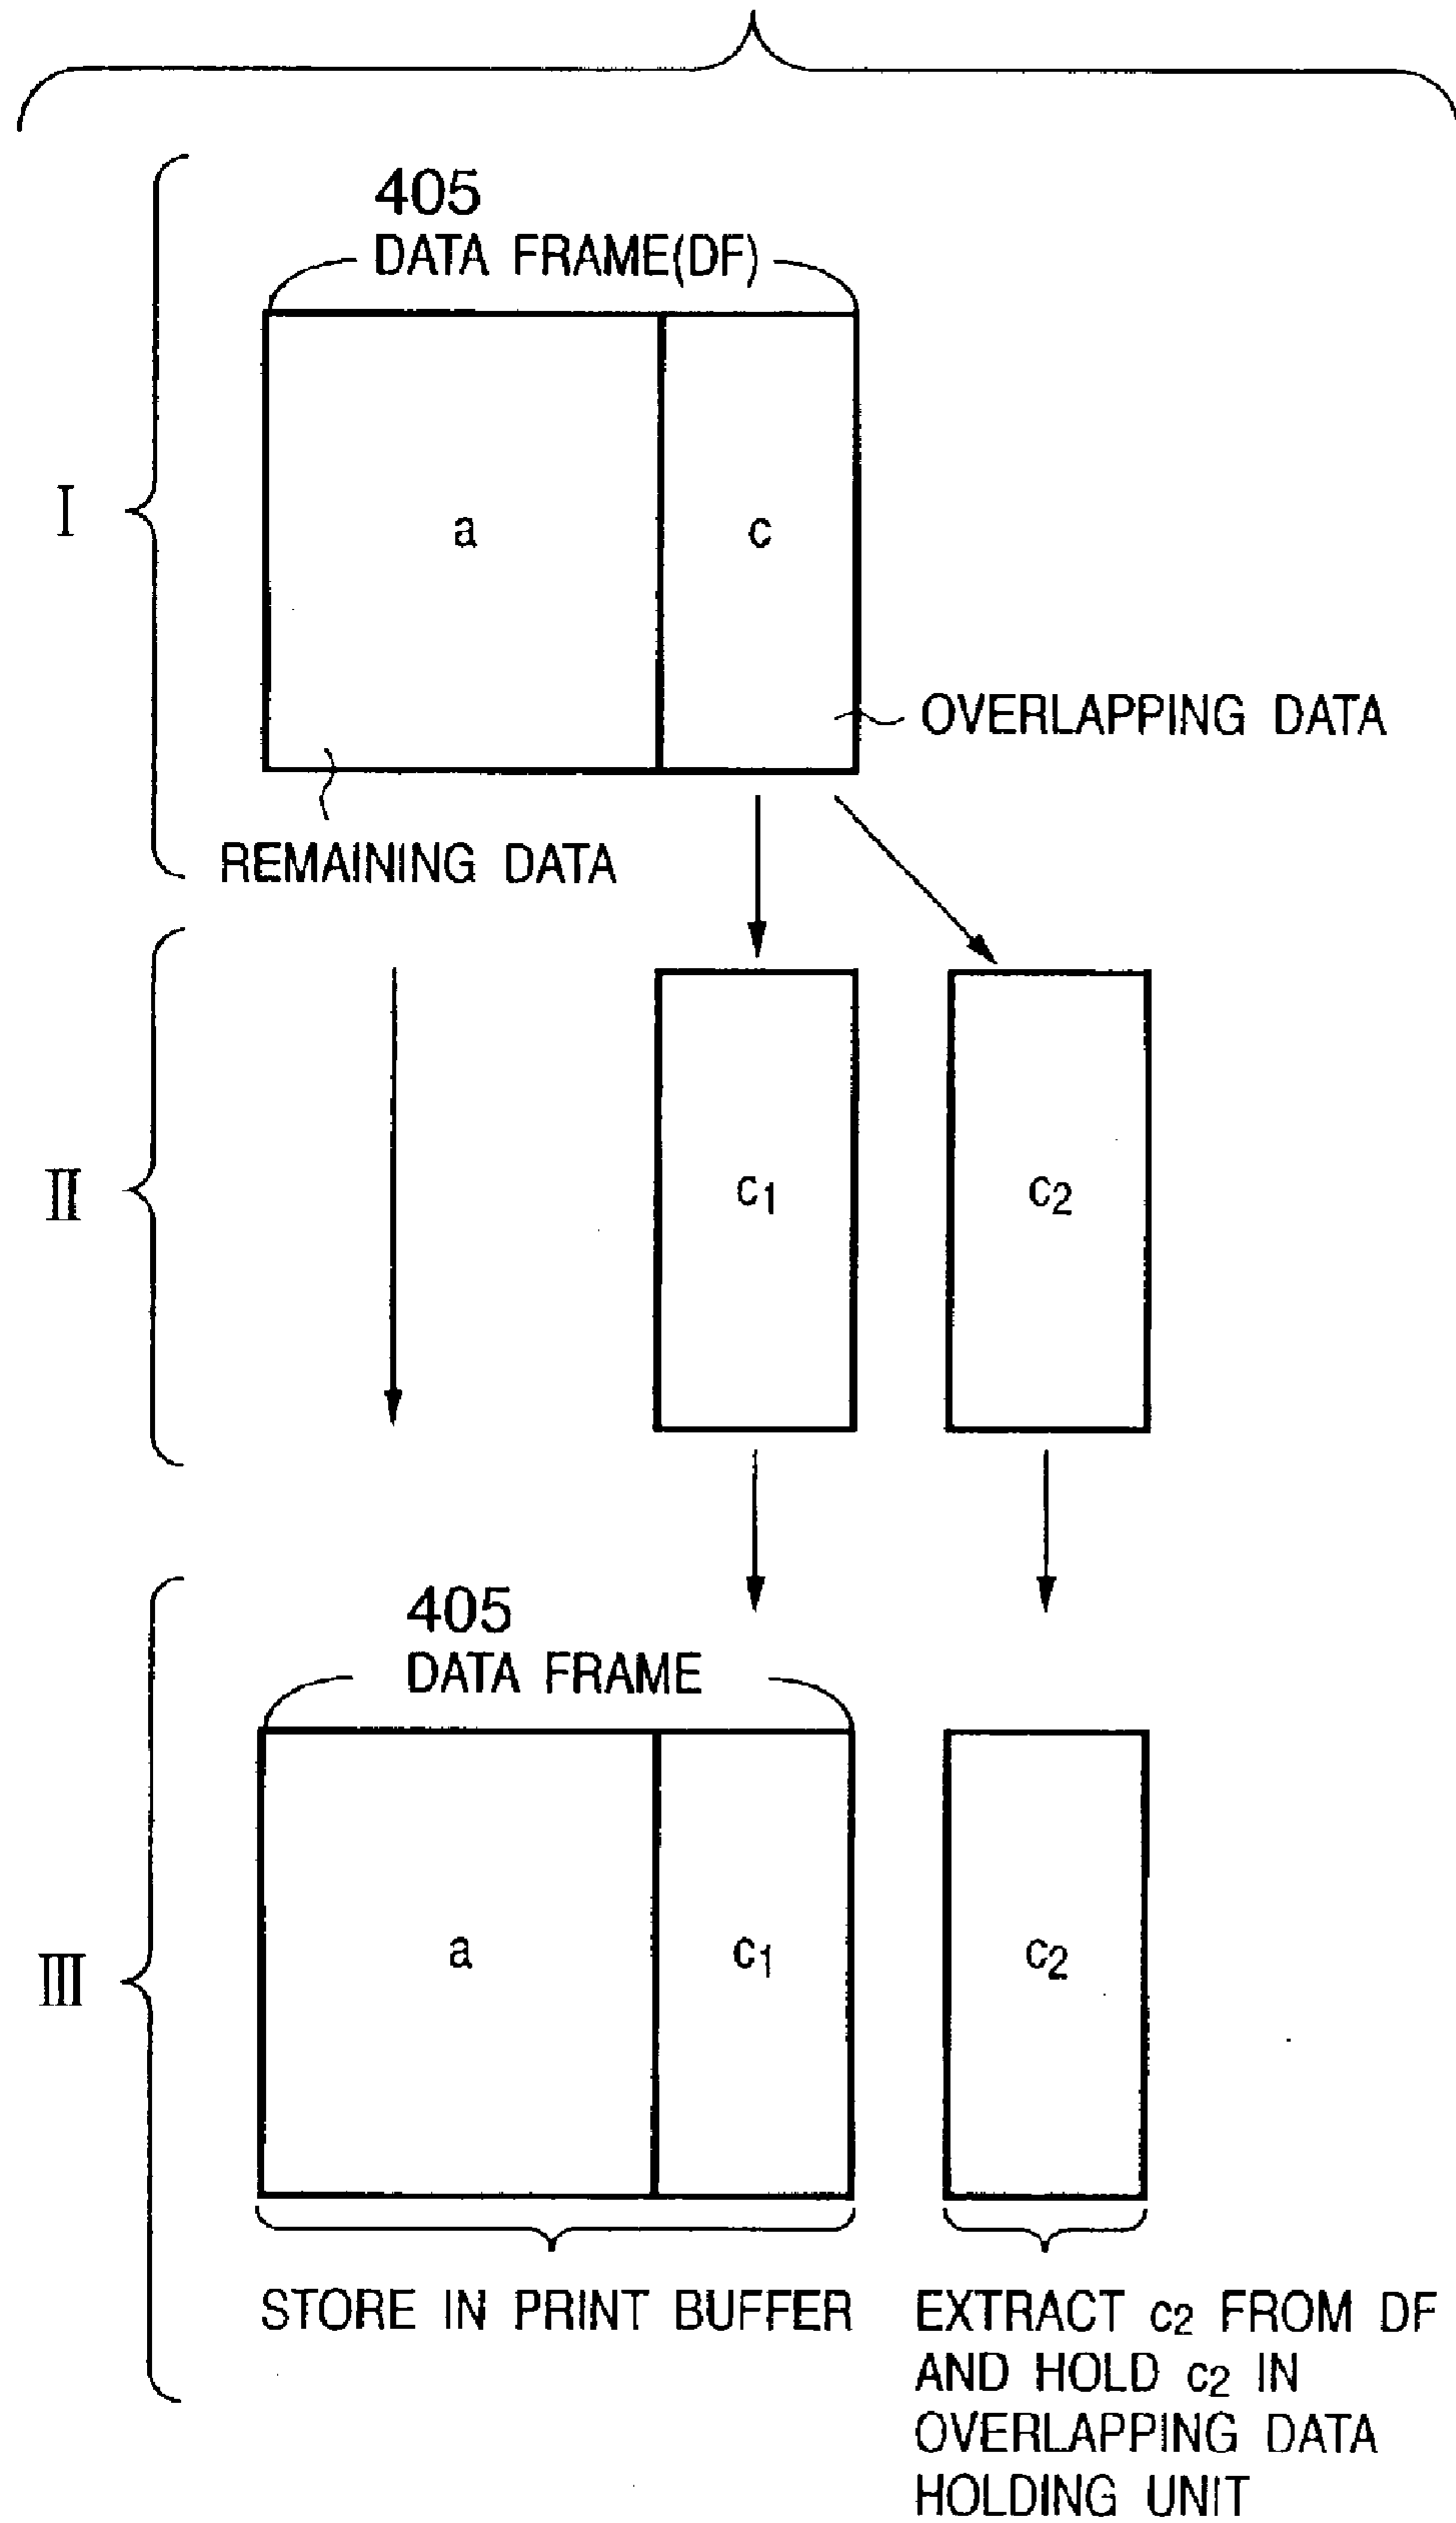 405
DATA FRAME(DF)
I
a
c
OVERLAPPING DATA
REMAINING DATA
II
c1
c2
405
DATA FRAME
III
a
c1
c2
STORE IN PRINT BUFFER
EXTRACT c2 FROM DF
AND HOLD c2 IN
OVERLAPPING DATA
HOLDING UNIT